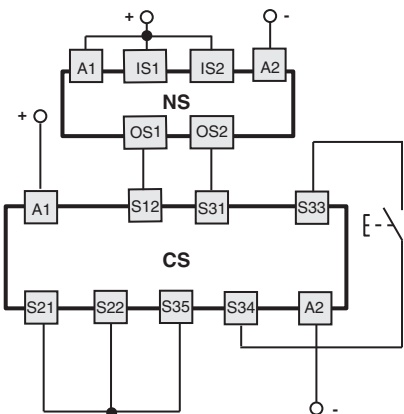 + -
A1 IS1 IS2 A2
NS
OS1 OS2
+
A1 S12 S31 S33
CS
S21 S22 S35 S34 A2
-